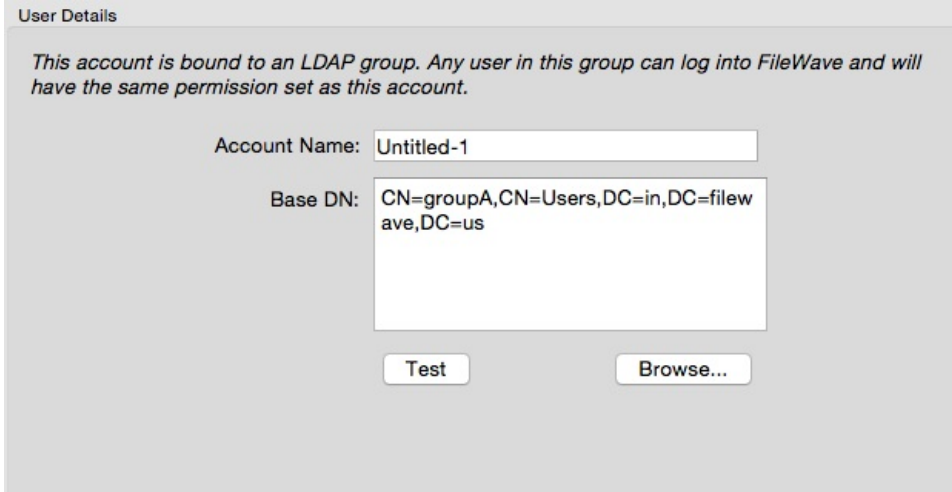 User Details
This account is bound to an LDAP group. Any user in this group can log into FileWave and will
have the same permission set as this account.
Account Name: Untitled-1
Base DN: CN=groupA,CN=Users,DC=in,DC=filew
ave,DC=us
Test Browse...